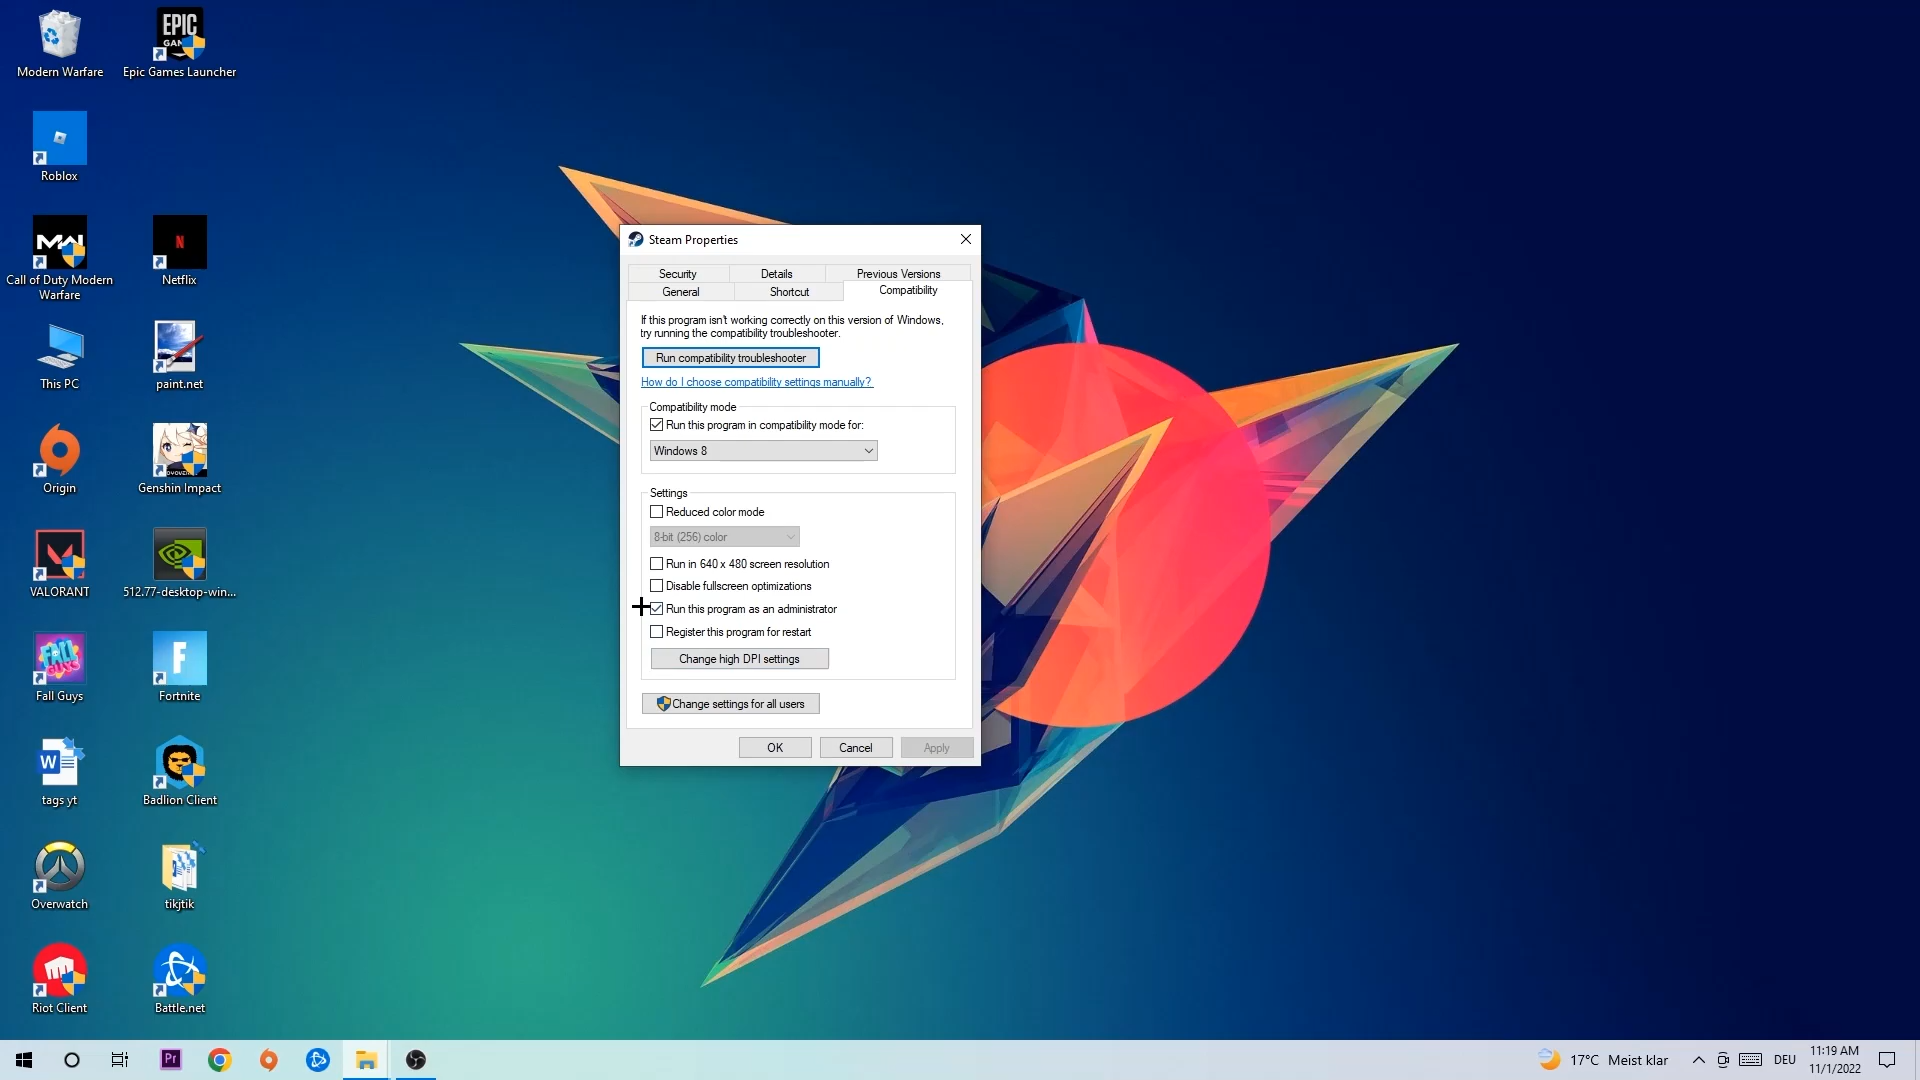 Modern Warfare
EPIC
GAMES
Epic Games Launcher
Roblox
MW
Call of Duty Modern
Warfare
N
Netflix
This PC
paint.net
Origin
Genshin Impact
VALORANT
512.77-desktop-win...
FALL
GUYS
Fall Guys
F
Fortnite
W
tags yt
Badlion Client
Overwatch
tikjtik
Riot Client
Battle.net
Steam Properties
Security
Details
Previous Versions
General
Shortcut
Compatibility
If this program isn't working correctly on this version of Windows,
try running the compatibility troubleshooter.
Run compatibility troubleshooter
How do I choose compatibility settings manually?
Compatibility mode
Run this program in compatibility mode for:
Windows 8
Settings
Reduced color mode
8-bit (256) color
Run in 640 x 480 screen resolution
Disable fullscreen optimizations
Run this program as an administrator
Register this program for restart
Change high DPI settings
Change settings for all users
OK
Cancel
Apply
Pr
17°C Meist klar
DEU
11:19 AM
11/1/2022